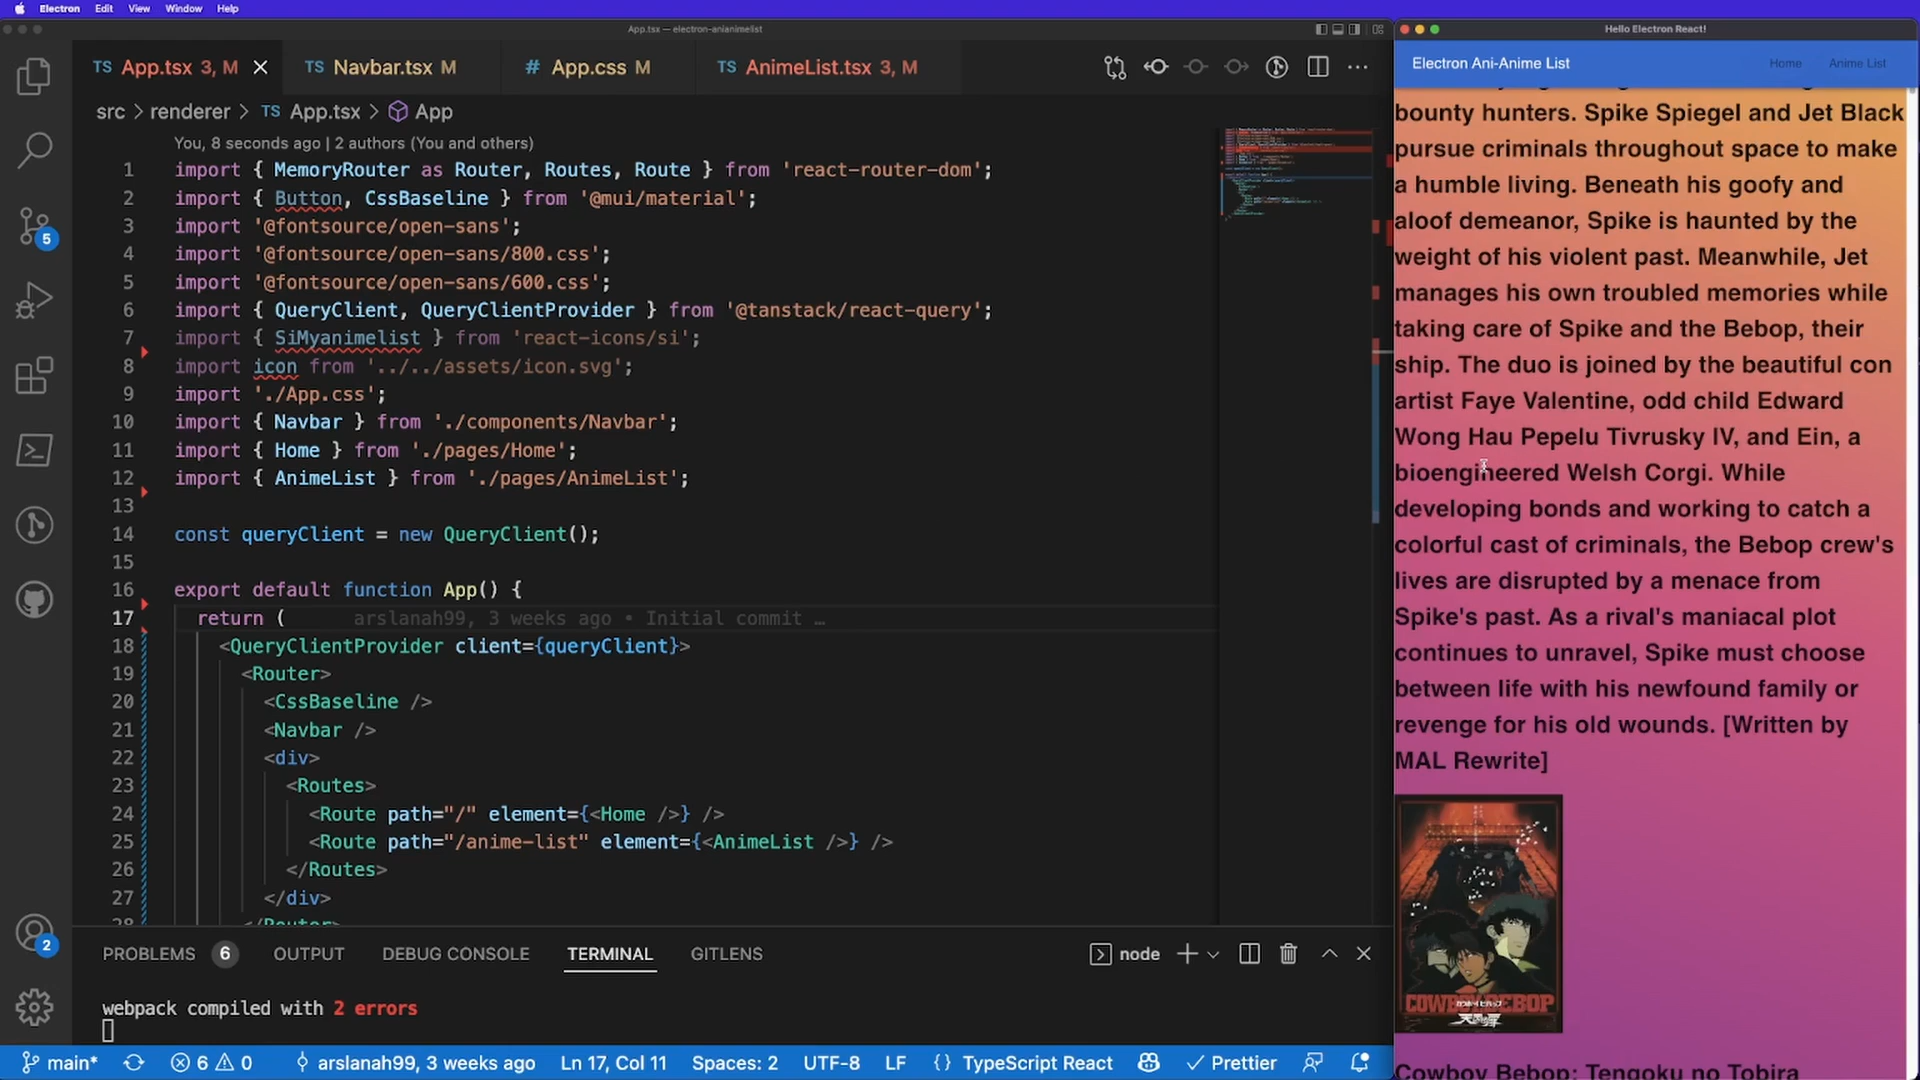 Electron Edit View Window Help
App.tsx — electron-anianimelist
TS App.tsx 3, M
TS Navbar.tsx M
# App.css M
TS AnimeList.tsx 3, M
src > renderer > TS App.tsx > App
You, 8 seconds ago | 2 authors (You and others)
1 import { MemoryRouter as Router, Routes, Route } from 'react-router-dom';
2 import { Button, CssBaseline } from '@mui/material';
3 import '@fontsource/open-sans';
4 import '@fontsource/open-sans/800.css';
5 import '@fontsource/open-sans/600.css';
6 import { QueryClient, QueryClientProvider } from '@tanstack/react-query';
7 import { SiMyanimelist } from 'react-icons/si';
8 import icon from '../../assets/icon.svg';
9 import './App.css';
10 import { Navbar } from './components/Navbar';
11 import { Home } from './pages/Home';
12 import { AnimeList } from './pages/AnimeList';
13
14 const queryClient = new QueryClient();
15
16 export default function App() {
17 return ( arslanah99, 3 weeks ago • Initial commit …
18 <QueryClientProvider client={queryClient}>
19 <Router>
20 <CssBaseline />
21 <Navbar />
22 <div>
23 <Routes>
24 <Route path="/" element={<Home />} />
25 <Route path="/anime-list" element={<AnimeList />} />
26 </Routes>
27 </div>
28 </Router>
5
2
PROBLEMS 6 OUTPUT DEBUG CONSOLE TERMINAL GITLENS
node
webpack compiled with 2 errors
main* 6 0 arslanah99, 3 weeks ago Ln 17, Col 11 Spaces: 2 UTF-8 LF {} TypeScript React Prettier
Hello Electron React!
Electron Ani-Anime List Home Anime List
bounty hunters. Spike Spiegel and Jet Black
pursue criminals throughout space to make
a humble living. Beneath his goofy and
aloof demeanor, Spike is haunted by the
weight of his violent past. Meanwhile, Jet
manages his own troubled memories while
taking care of Spike and the Bebop, their
ship. The duo is joined by the beautiful con
artist Faye Valentine, odd child Edward
Wong Hau Pepelu Tivrusky IV, and Ein, a
bioengineered Welsh Corgi. While
developing bonds and working to catch a
colorful cast of criminals, the Bebop crew's
lives are disrupted by a menace from
Spike's past. As a rival's maniacal plot
continues to unravel, Spike must choose
between life with his newfound family or
revenge for his old wounds. [Written by
MAL Rewrite]
COWBOY BEBOP
天国の扉
Cowboy Bebop: Tengoku no Tobira